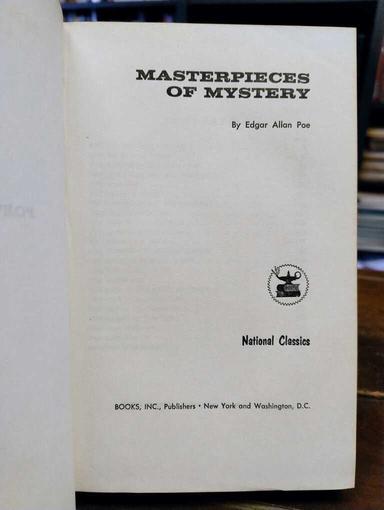 MASTERPIECES
OF MYSTERY
By Edgar Allan Poe
National Classics
BOOKS, INC., Publishers • New York and Washington, D.C.